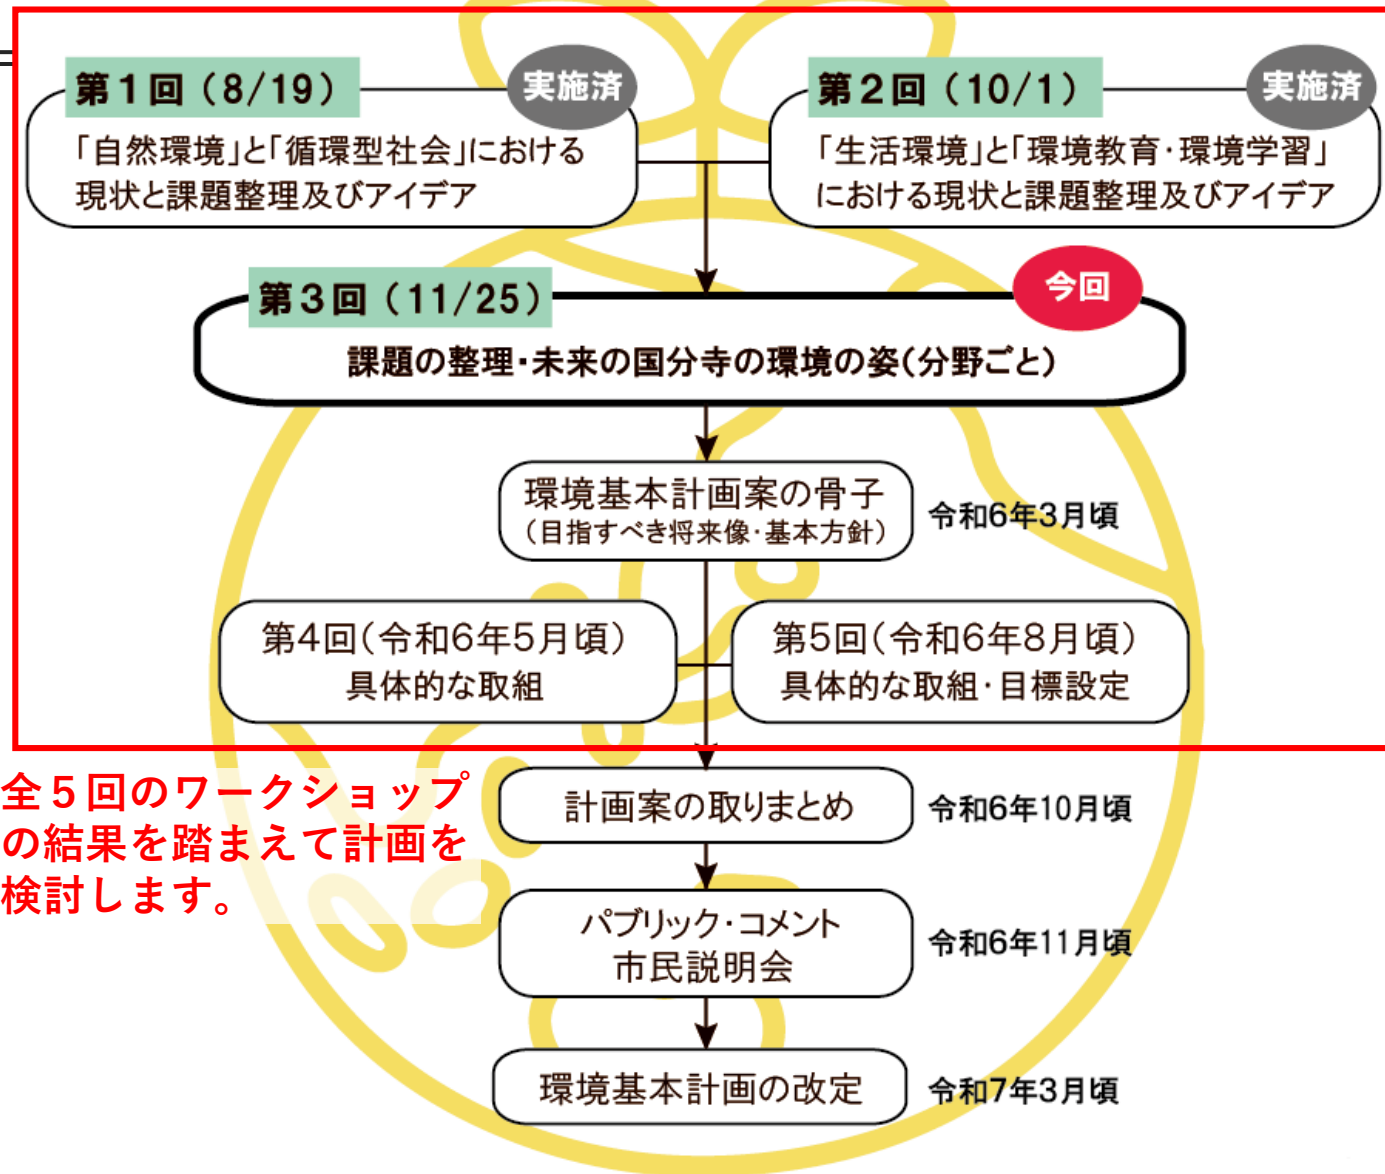 第1回（8/19）
実施済
「自然環境」と「循環型社会」における
現状と課題整理及びアイデア
第2回（10/1）
実施済
「生活環境」と「環境教育・環境学習」
における現状と課題整理及びアイデア
第3回（11/25）
今回
課題の整理・未来の国分寺の環境の姿（分野ごと）
環境基本計画案の骨子
（目指すべき将来像・基本方針）
令和6年3月頃
第4回（令和6年5月頃）
具体的な取組
第5回（令和6年8月頃）
具体的な取組・目標設定
全５回のワークショップ
の結果を踏まえて計画を
検討します。
計画案の取りまとめ
令和6年10月頃
パブリック・コメント
市民説明会
令和6年11月頃
環境基本計画の改定
令和7年3月頃